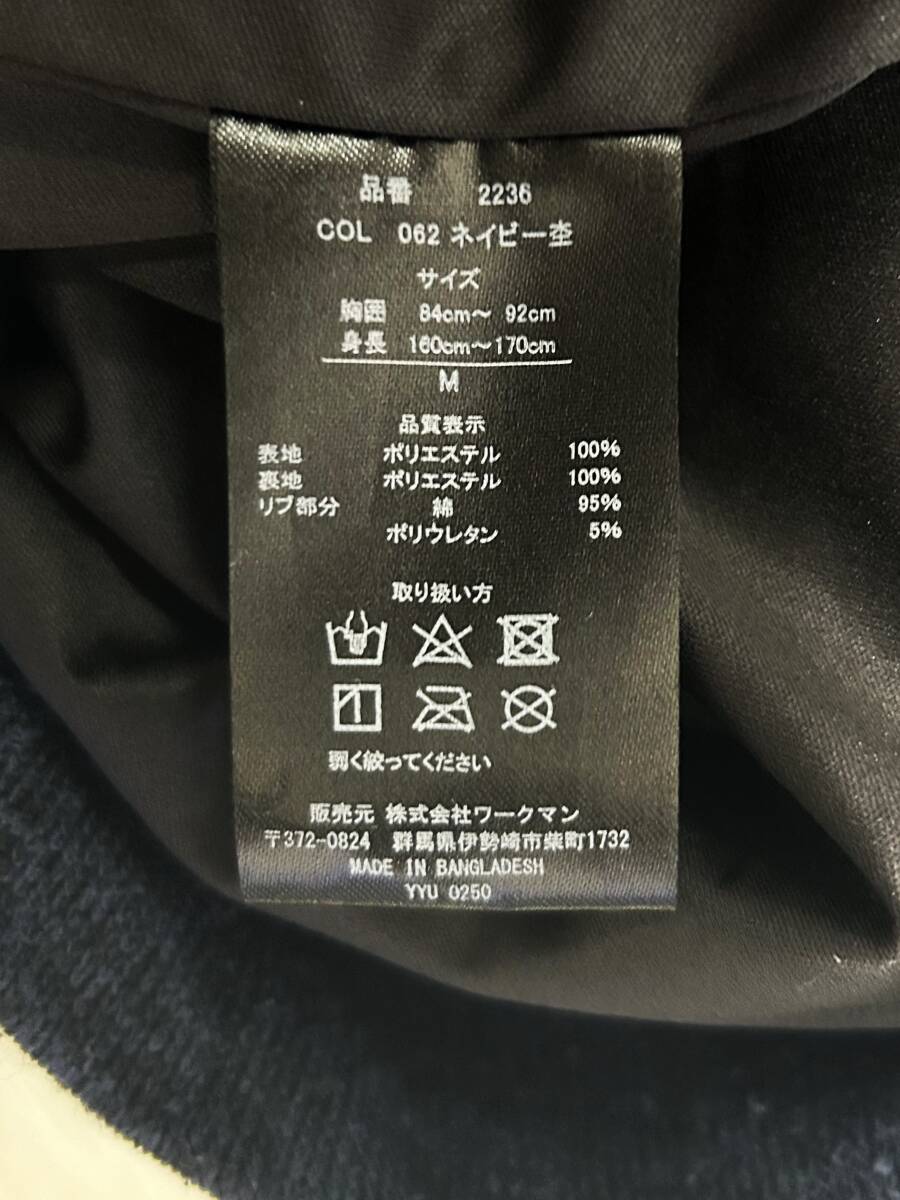 品番 2236
COL 062 ネイビー杢
サイズ
胸囲 84cm〜 92cm
身長 160cm〜170cm
M
品質表示
表地 ポリエステル 100%
裏地 ポリエステル 100%
リブ部分 綿 95%
ポリウレタン 5%
取り扱い方
弱く絞ってください
販売元 株式会社ワークマン
〒372-0824 群馬県伊勢崎市柴町1732
MADE IN BANGLADESH
YYU 0250